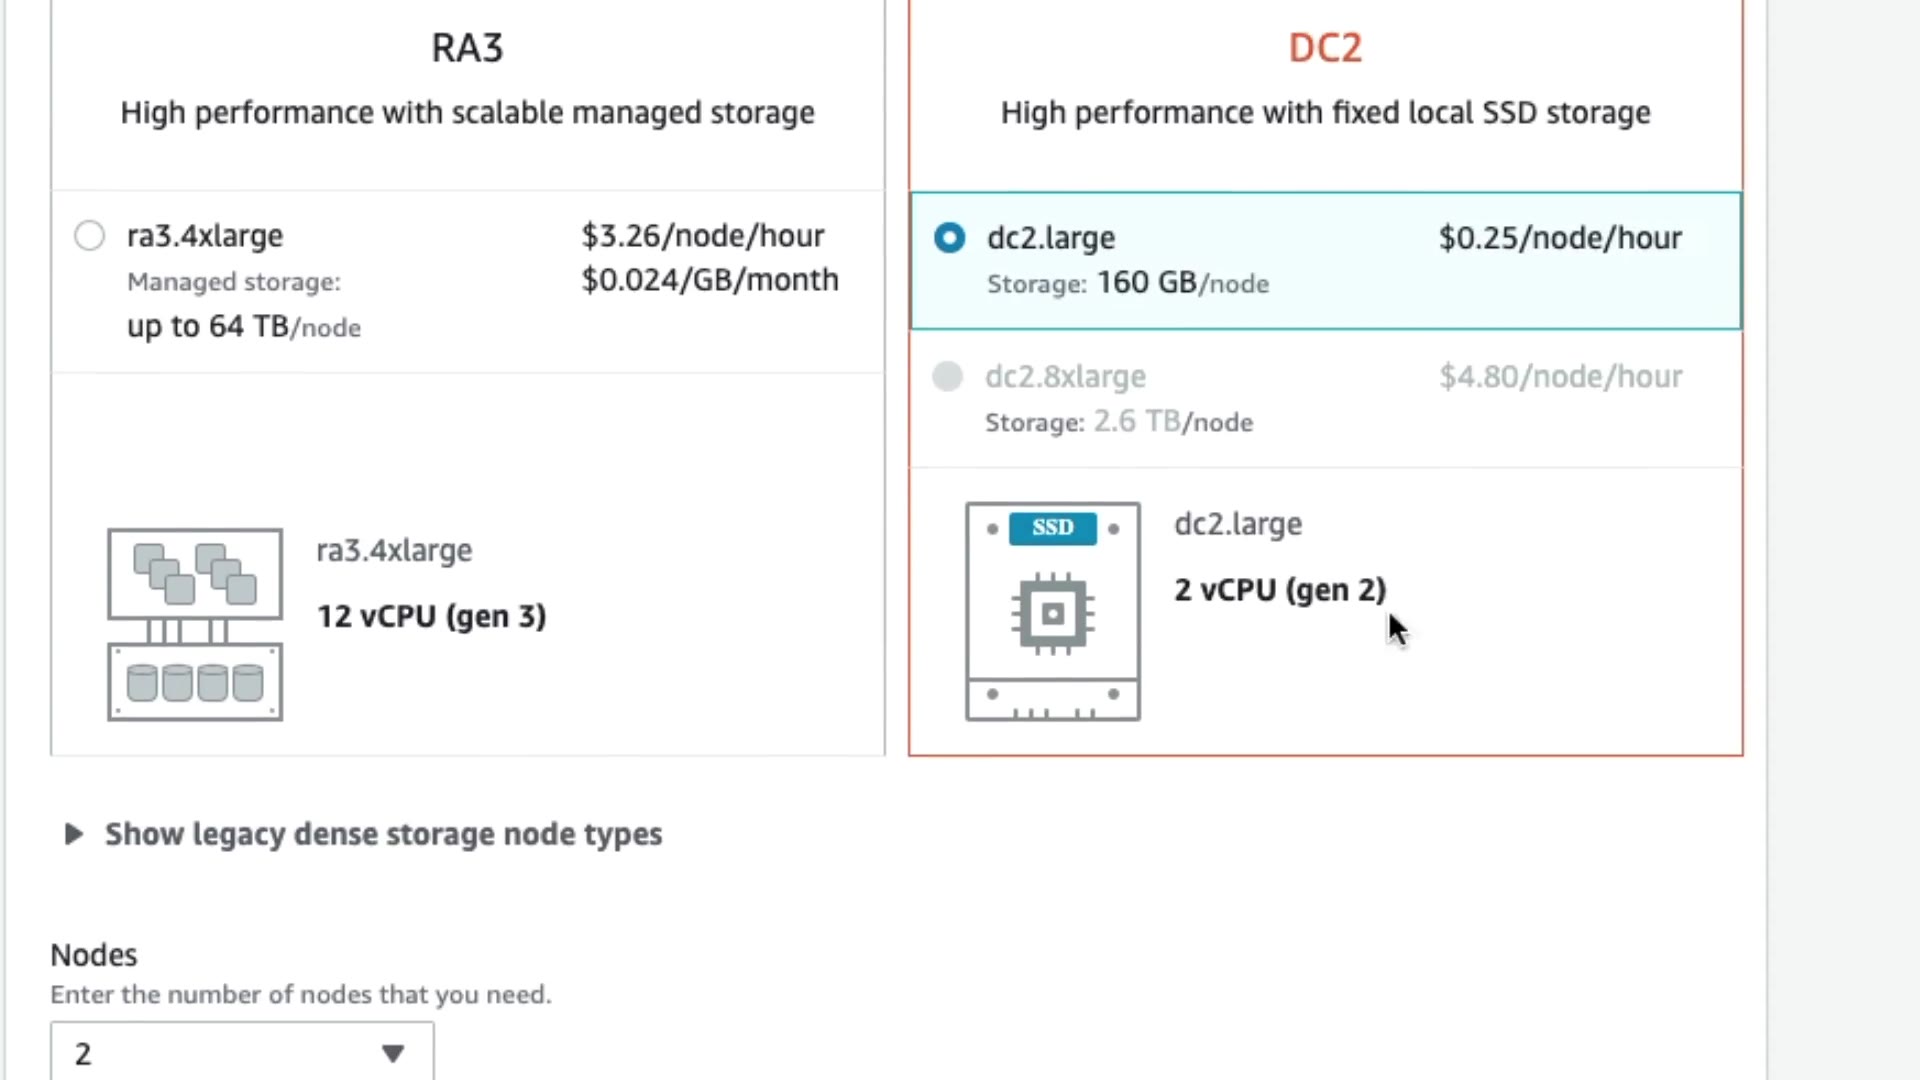 RA3
High performance with scalable managed storage
ra3.4xlarge
$3.26/node/hour
Managed storage:
$0.024/GB/month
up to 64 TB/node
ra3.4xlarge
12 vCPU (gen 3)
DC2
High performance with fixed local SSD storage
dc2.large
$0.25/node/hour
Storage: 160 GB/node
dc2.8xlarge
$4.80/node/hour
Storage: 2.6 TB/node
SSD
dc2.large
2 vCPU (gen 2)
Show legacy dense storage node types
Nodes
Enter the number of nodes that you need.
2